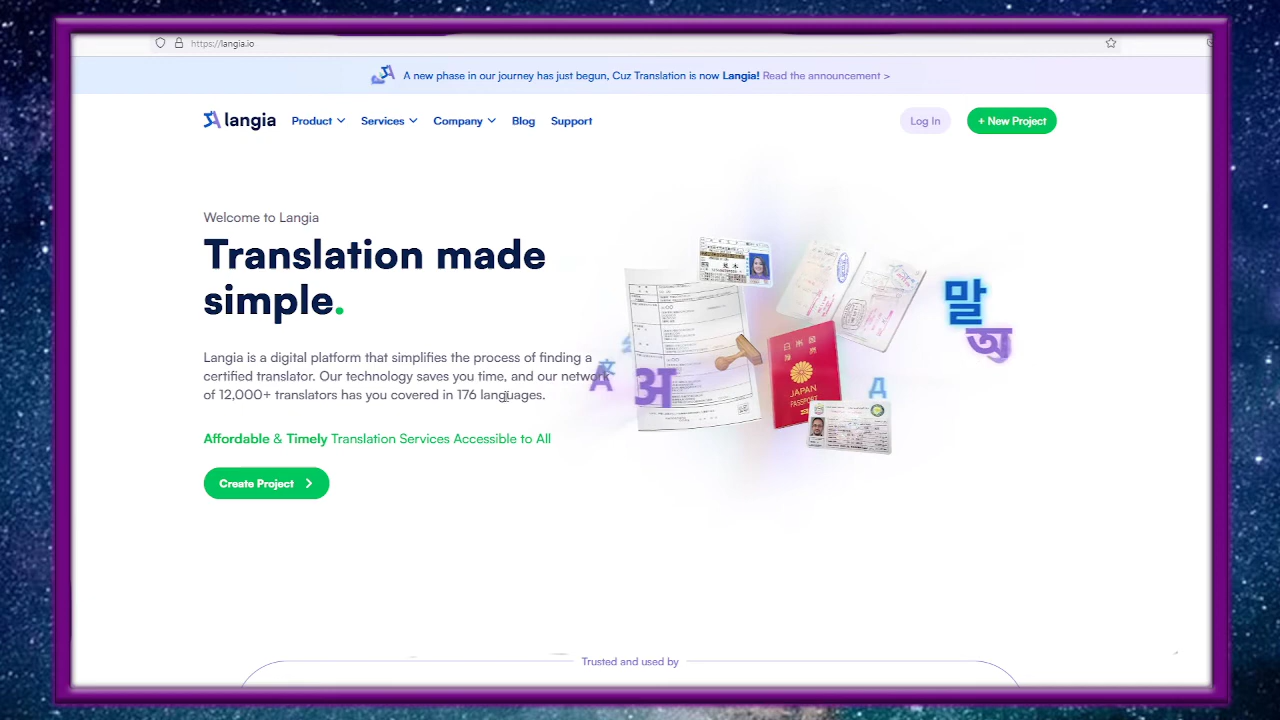 https://langia.io
A new phase in our journey has just begun, Cuz Translation is now Langia! Read the announcement >
langia Product Services Company Blog Support Log In + New Project
Welcome to Langia
Translation made
simple.
Langia is a digital platform that simplifies the process of finding a
certified translator. Our technology saves you time, and our network
of 12,000+ translators has you covered in 176 languages.
Affordable & Timely Translation Services Accessible to All
Create Project
말
অ
अ
A
Д
日本国
JAPAN
PASSPORT
Trusted and used by